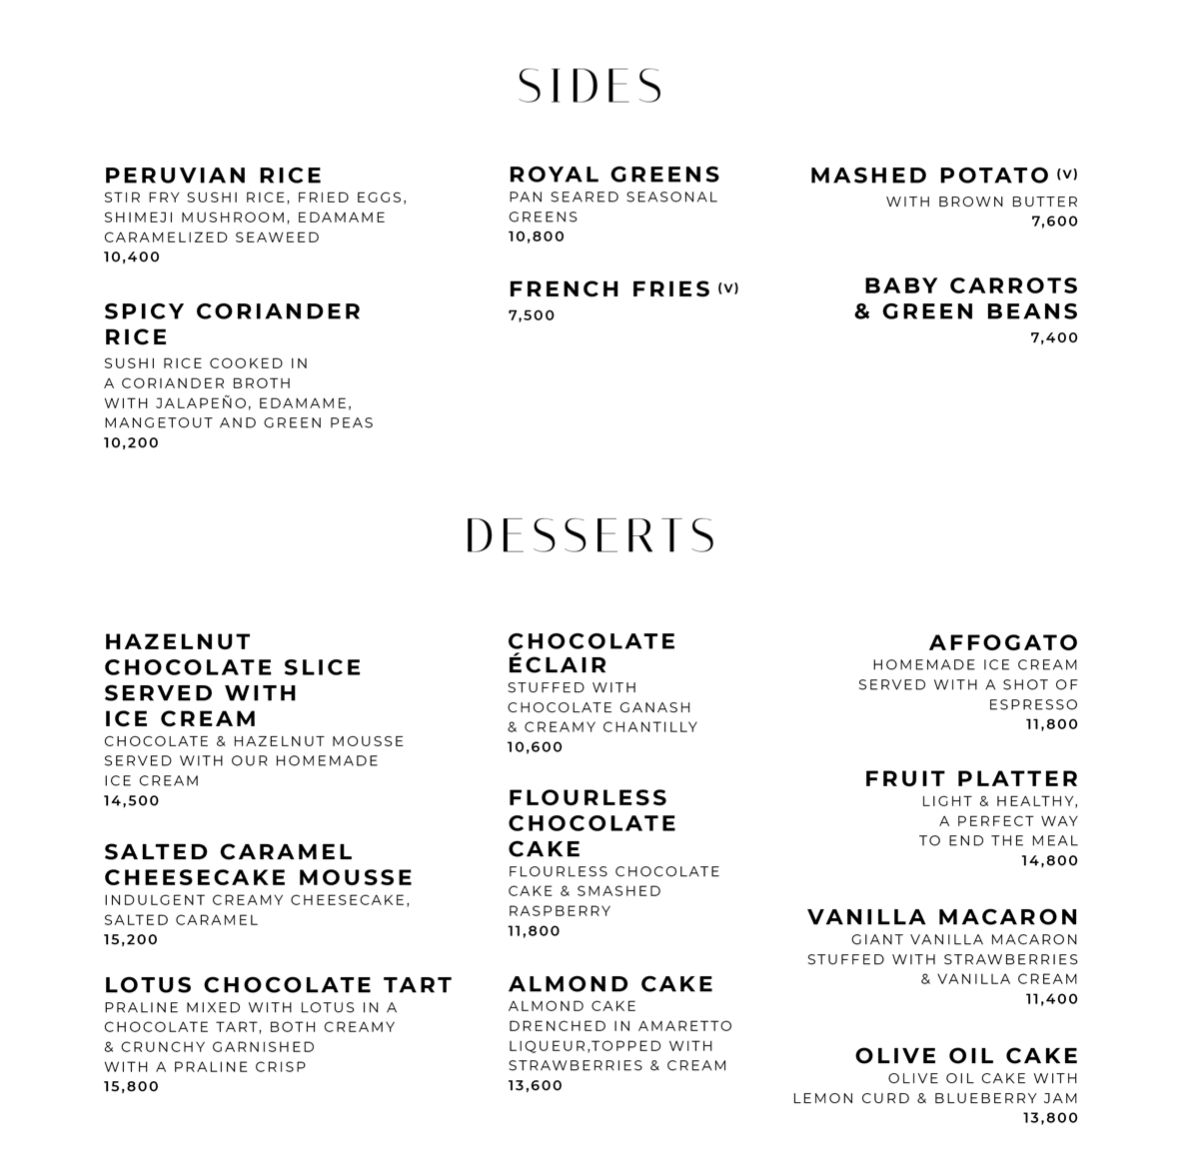 SIDES
PERUVIAN RICE
STIR FRY SUSHI RICE, FRIED EGGS,
SHIMEJI MUSHROOM, EDAMAME
CARAMELIZED SEAWEED
10,400
SPICY CORIANDER
RICE
SUSHI RICE COOKED IN
A CORIANDER BROTH
WITH JALAPEÑO, EDAMAME,
MANGETOUT AND GREEN PEAS
10,200
ROYAL GREENS
PAN SEARED SEASONAL
GREENS
10,800
FRENCH FRIES (V)
7,500
MASHED POTATO (V)
WITH BROWN BUTTER
7,600
BABY CARROTS
& GREEN BEANS
7,400
DESSERTS
HAZELNUT
CHOCOLATE SLICE
SERVED WITH
ICE CREAM
CHOCOLATE & HAZELNUT MOUSSE
SERVED WITH OUR HOMEMADE
ICE CREAM
14,500
SALTED CARAMEL
CHEESECAKE MOUSSE
INDULGENT CREAMY CHEESECAKE,
SALTED CARAMEL
15,200
LOTUS CHOCOLATE TART
PRALINE MIXED WITH LOTUS IN A
CHOCOLATE TART, BOTH CREAMY
& CRUNCHY GARNISHED
WITH A PRALINE CRISP
15,800
CHOCOLATE
ÉCLAIR
STUFFED WITH
CHOCOLATE GANASH
& CREAMY CHANTILLY
10,600
FLOURLESS
CHOCOLATE
CAKE
FLOURLESS CHOCOLATE
CAKE & SMASHED
RASPBERRY
11,800
ALMOND CAKE
ALMOND CAKE
DRENCHED IN AMARETTO
LIQUEUR,TOPPED WITH
STRAWBERRIES & CREAM
13,600
AFFOGATO
HOMEMADE ICE CREAM
SERVED WITH A SHOT OF
ESPRESSO
11,800
FRUIT PLATTER
LIGHT & HEALTHY,
A PERFECT WAY
TO END THE MEAL
14,800
VANILLA MACARON
GIANT VANILLA MACARON
STUFFED WITH STRAWBERRIES
& VANILLA CREAM
11,400
OLIVE OIL CAKE
OLIVE OIL CAKE WITH
LEMON CURD & BLUEBERRY JAM
13,800